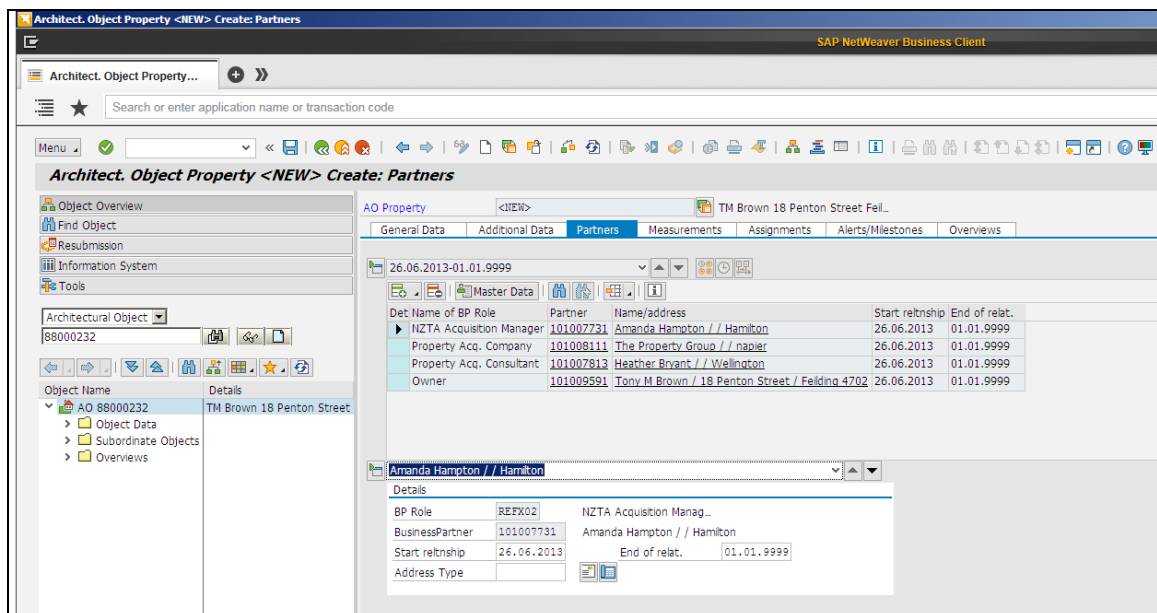 Architect. Object Property <NEW> Create: Partners
SAP NetWeaver Business Client
Architect. Object Property...
Search or enter application name or transaction code
Menu
Architect. Object Property <NEW> Create: Partners
Object Overview
Find Object
Resubmission
Information System
Tools
Architectural Object
88000232
Object Name Details
AO 88000232 TM Brown 18 Penton Street
Object Data
Subordinate Objects
Overviews
AO Property <NEW> TM Brown 18 Penton Street Feil...
General Data Additional Data Partners Measurements Assignments Alerts/Milestones Overviews
26.06.2013-01.01.9999
Master Data
Det Name of BP Role Partner Name/address Start reltnship End of relat.
NZTA Acquisition Manager 101007731 Amanda Hampton / / Hamilton 26.06.2013 01.01.9999
Property Acq. Company 101008111 The Property Group / / napier 26.06.2013 01.01.9999
Property Acq. Consultant 101007813 Heather Bryant / / Wellington 26.06.2013 01.01.9999
Owner 101009591 Tony M Brown / 18 Penton Street / Feilding 4702 26.06.2013 01.01.9999
Amanda Hampton / / Hamilton
Details
BP Role REFX02 NZTA Acquisition Manag...
BusinessPartner 101007731 Amanda Hampton / / Hamilton
Start reltnship 26.06.2013 End of relat. 01.01.9999
Address Type